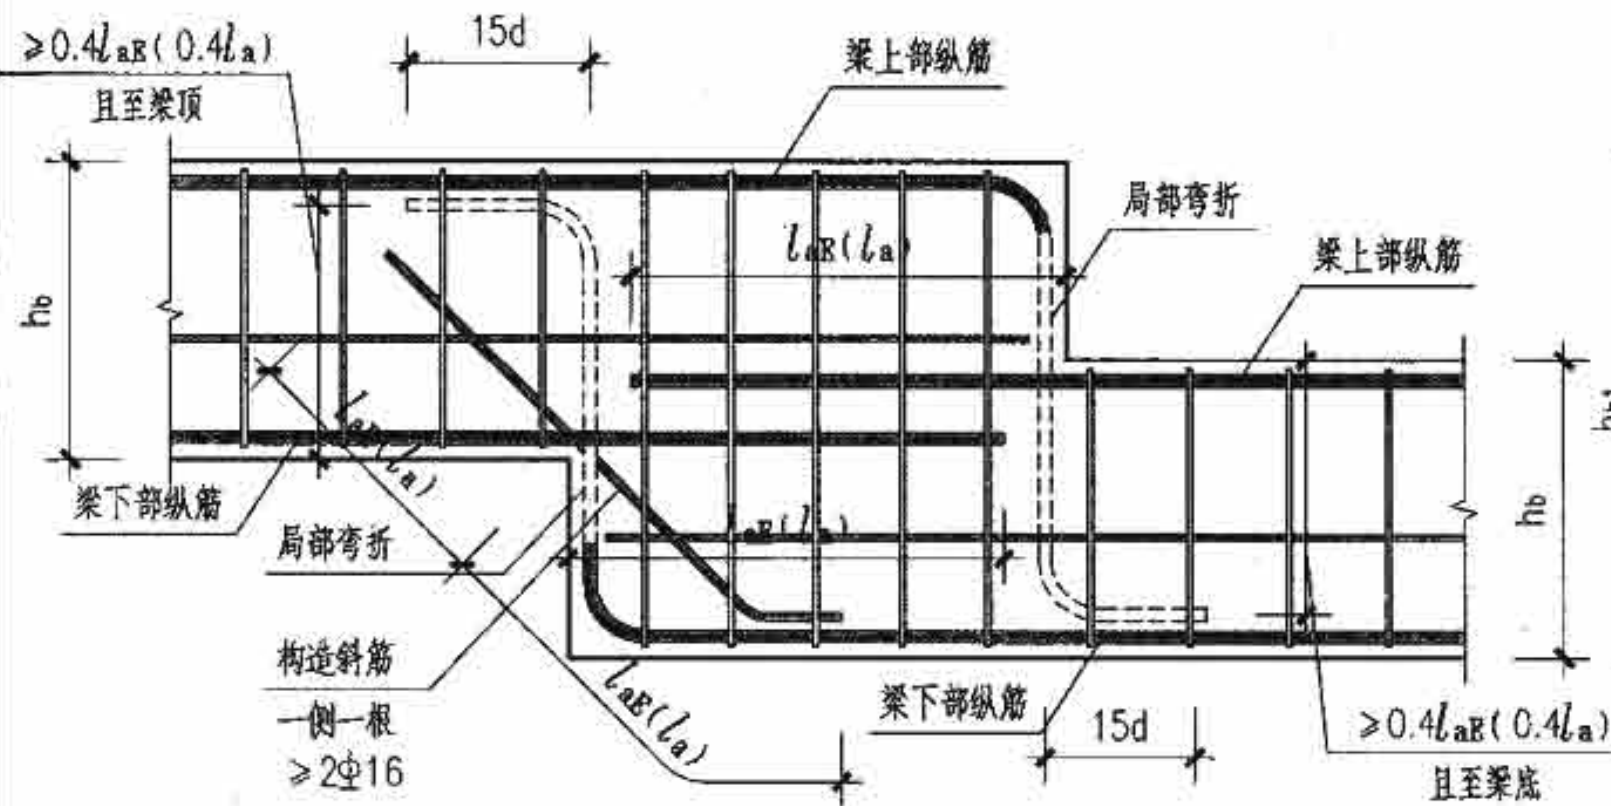 ≥0.4laE(0.4la)
且至梁顶
15d
梁上部纵筋
局部弯折
laE(la)
梁上部纵筋
hb
laE(la)
梁下部纵筋
局部弯折
laE(la)
hb
构造斜筋
一侧一根
≥2Φ16
laE(la)
梁下部纵筋
15d
≥0.4laE(0.4la)
且至梁底